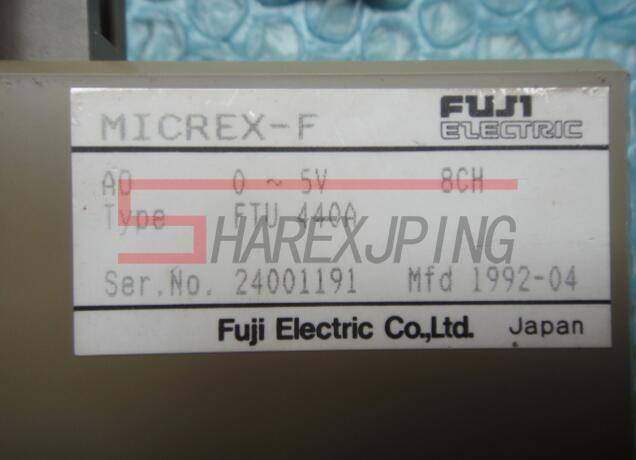 MICREX-F
FUJI
ELECTRIC
AD 0 ~ 5V 8CH
Type FTU 440A
SHAREXJPING
Ser.No. 24001191 Mfd 1992-04
Fuji Electric Co.,Ltd. Japan